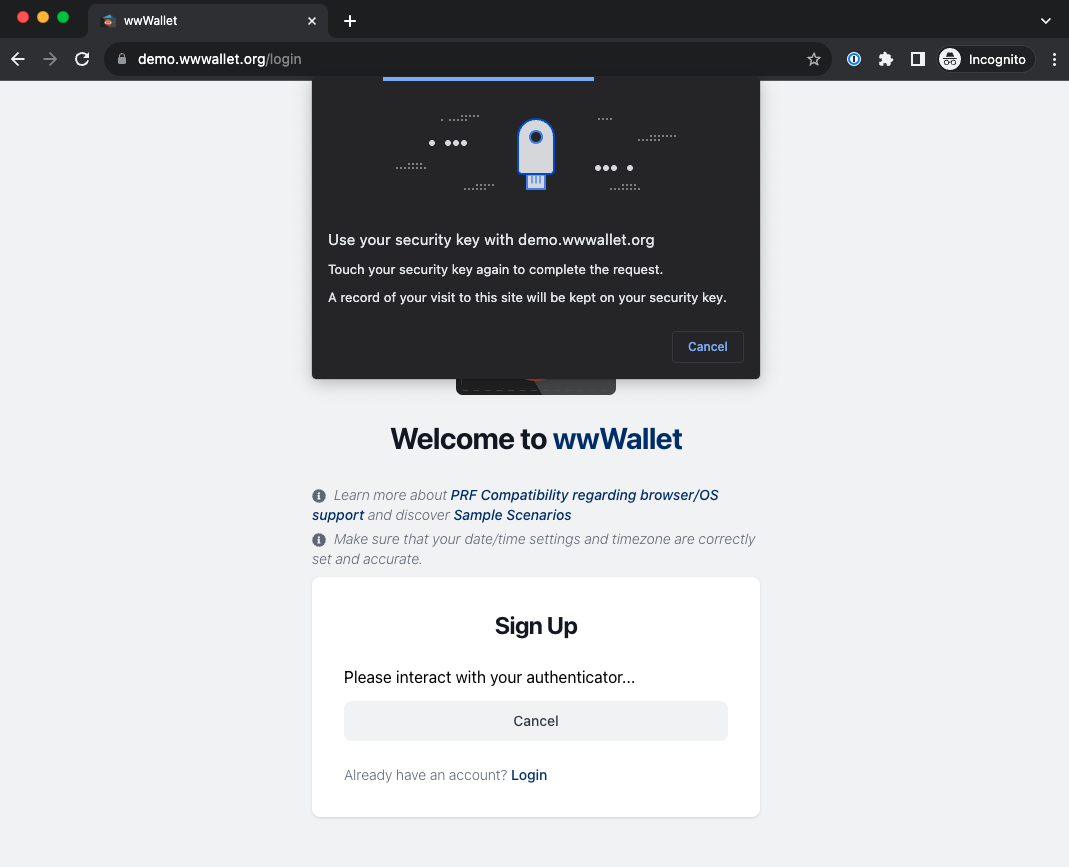 wwWallet
demo.wwwallet.org/login
Incognito
Use your security key with demo.wwwallet.org
Touch your security key again to complete the request.
A record of your visit to this site will be kept on your security key.
Cancel
Welcome to wwWallet
Learn more about PRF Compatibility regarding browser/OS
support and discover Sample Scenarios
Make sure that your date/time settings and timezone are correctly
set and accurate.
Sign Up
Please interact with your authenticator...
Cancel
Already have an account? Login